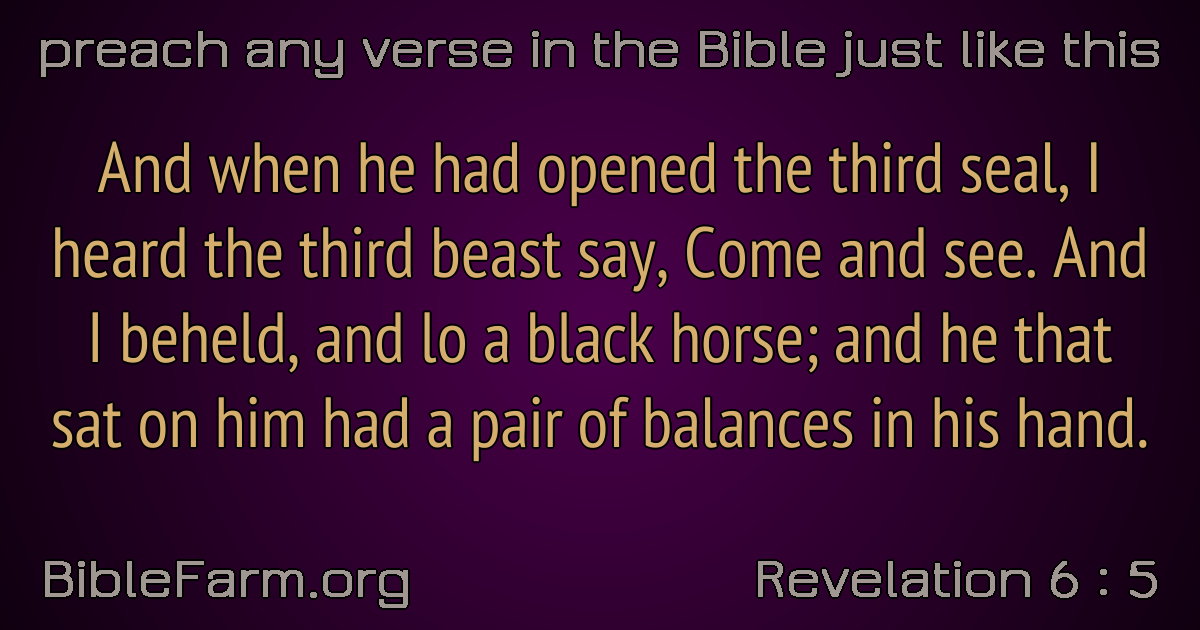 preach any verse in the Bible just like this
And when he had opened the third seal, I
heard the third beast say, Come and see. And
I beheld, and lo a black horse; and he that
sat on him had a pair of balances in his hand.
BibleFarm.org
Revelation 6 : 5